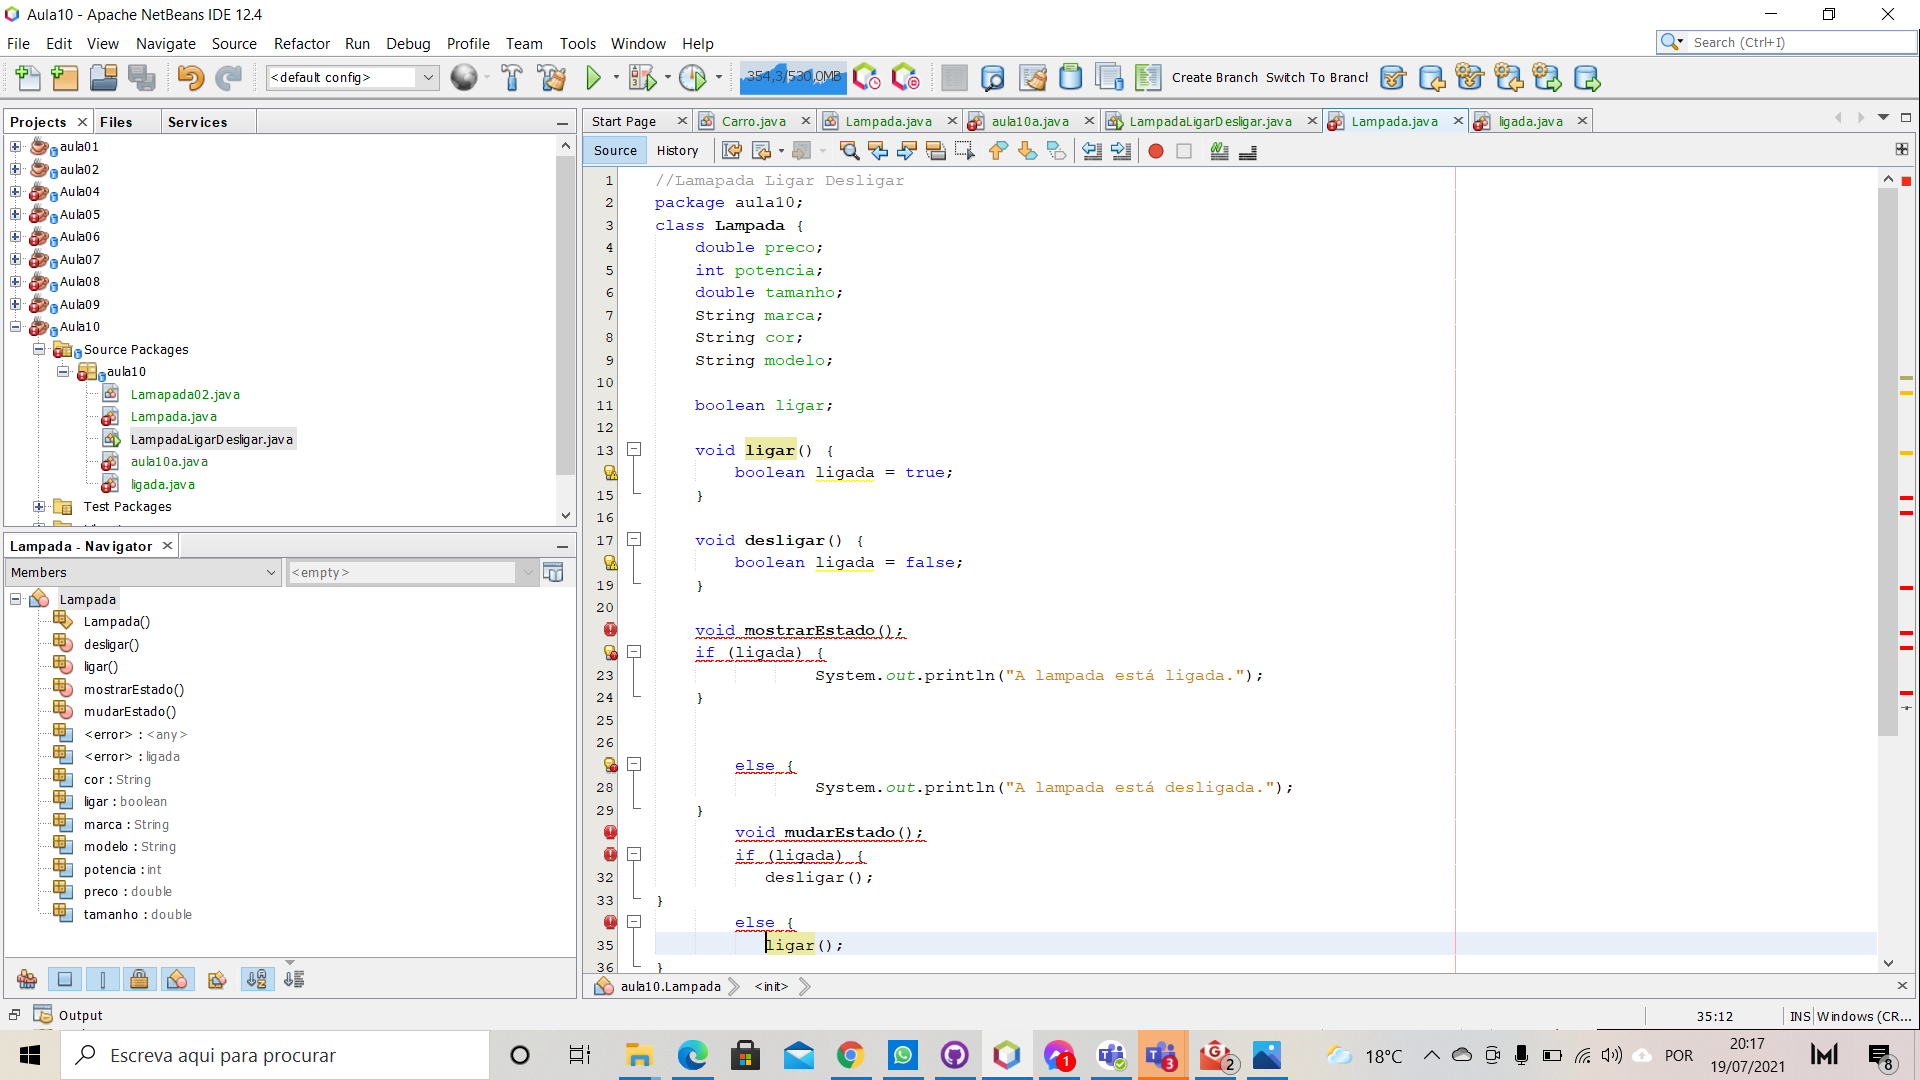 Aula10 - Apache NetBeans IDE 12.4
File Edit View Navigate Source Refactor Run Debug Profile Team Tools Window Help
Search (Ctrl+I)
<default config>
354,3/530,0MB
Create Branch Switch To Branch
Projects Files Services
aula01
aula02
Aula04
Aula05
Aula06
Aula07
Aula08
Aula09
Aula10
Source Packages
aula10
Lamapada02.java
Lampada.java
LampadaLigarDesligar.java
aula10a.java
ligada.java
Test Packages
Lampada - Navigator
Members
<empty>
Lampada
Lampada()
desligar()
ligar()
mostrarEstado()
mudarEstado()
<error> : <any>
<error> : ligada
cor : String
ligar : boolean
marca : String
modelo : String
potencia : int
preco : double
tamanho : double
Start Page Carro.java Lampada.java aula10a.java LampadaLigarDesligar.java Lampada.java ligada.java
Source History
1 //Lamapada Ligar Desligar
2 package aula10;
3 class Lampada {
4 double preco;
5 int potencia;
6 double tamanho;
7 String marca;
8 String cor;
9 String modelo;
10
11 boolean ligar;
12
13 void ligar() {
boolean ligada = true;
15 }
16
17 void desligar() {
boolean ligada = false;
19 }
20
void mostrarEstado();
if (ligada) {
23 System.out.println("A lampada está ligada.");
24 }
25
26
else {
28 System.out.println("A lampada está desligada.");
29 }
void mudarEstado();
if (ligada) {
32 desligar();
33 }
else {
35 ligar();
36 }
aula10.Lampada <init>
Output
35:12 INS Windows (CR...
Escreva aqui para procurar
1
3
2
18°C
POR
20:17
19/07/2021
8